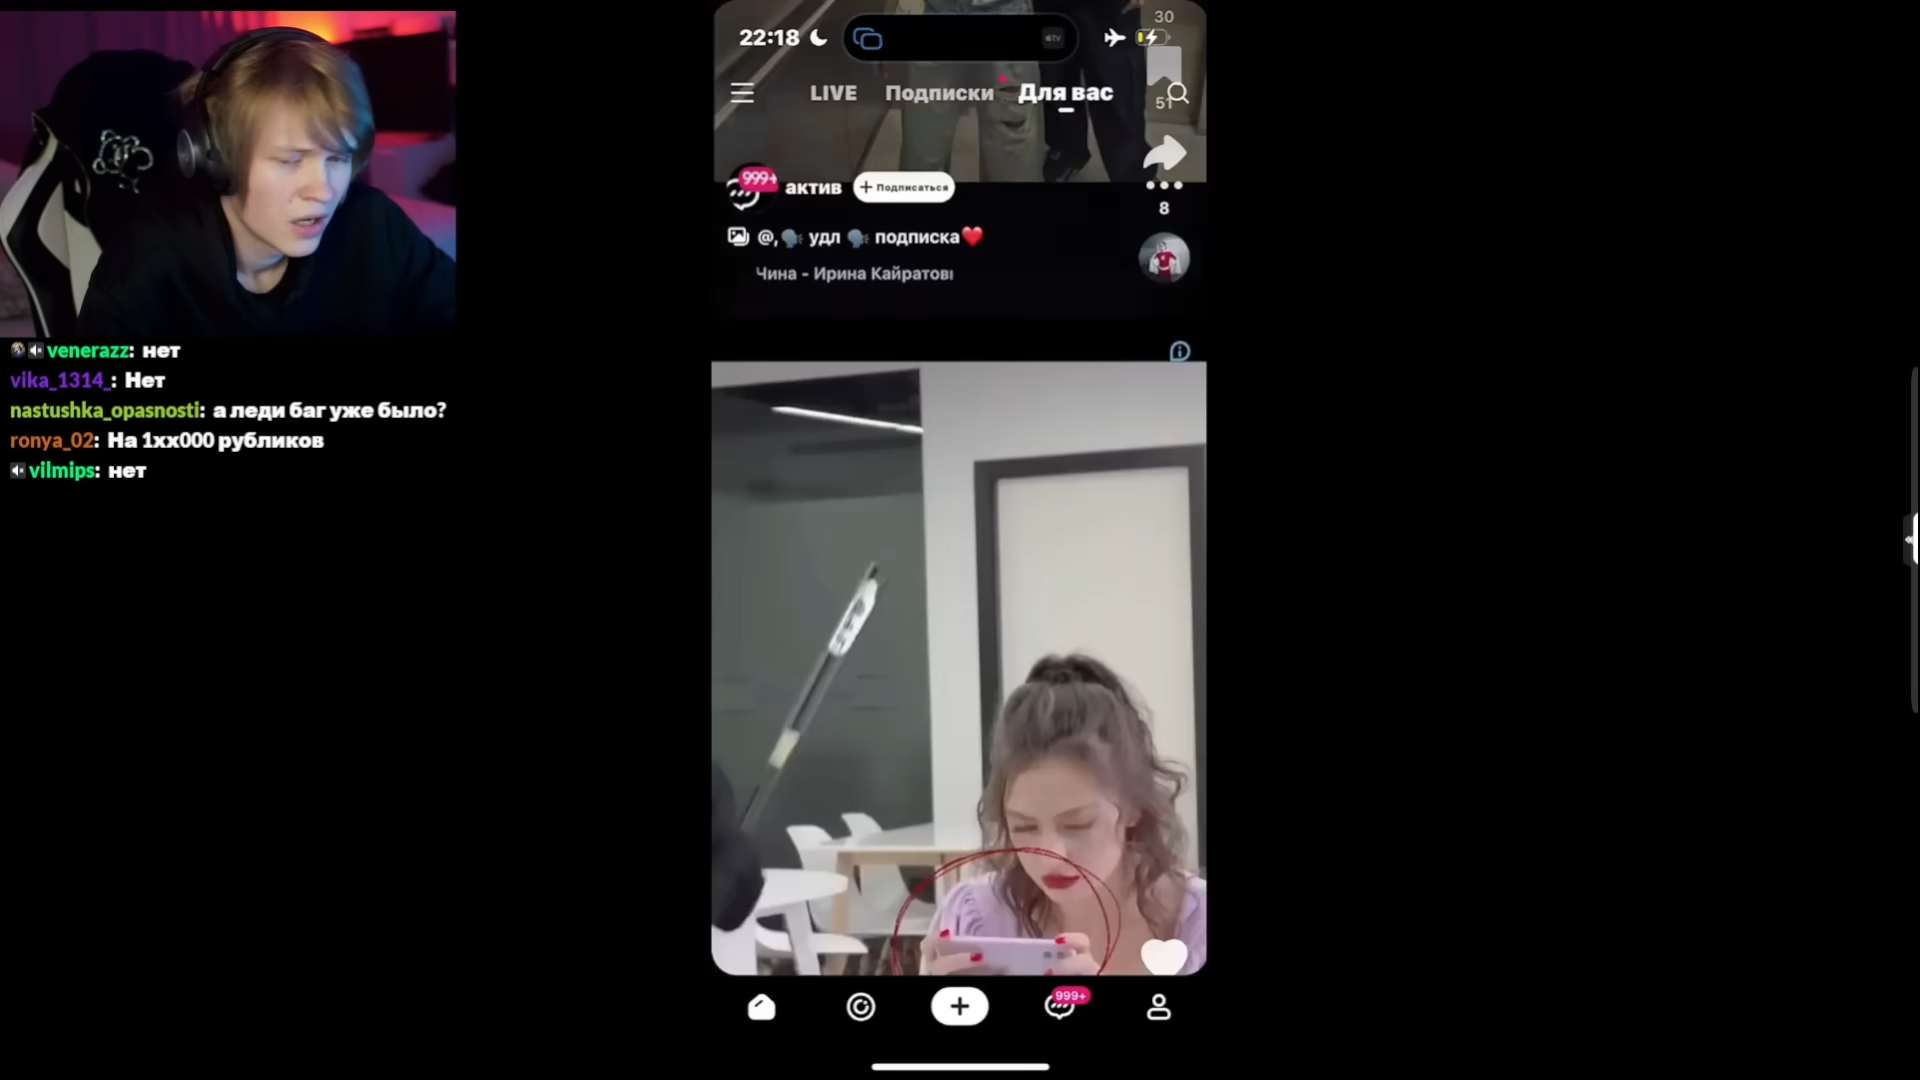 venerazz: нет
vika_1314_: Нет
nastushka_opasnosti: а леди баг уже было?
ronya_02: На 1хх000 рубликов
vilmips: нет
22:18
30
LIVE Подписки Для вас
51
999+ актив + Подписаться
8
@,🗣 удл 🗣 подписка❤️
Чина - Ирина Кайратов
999+